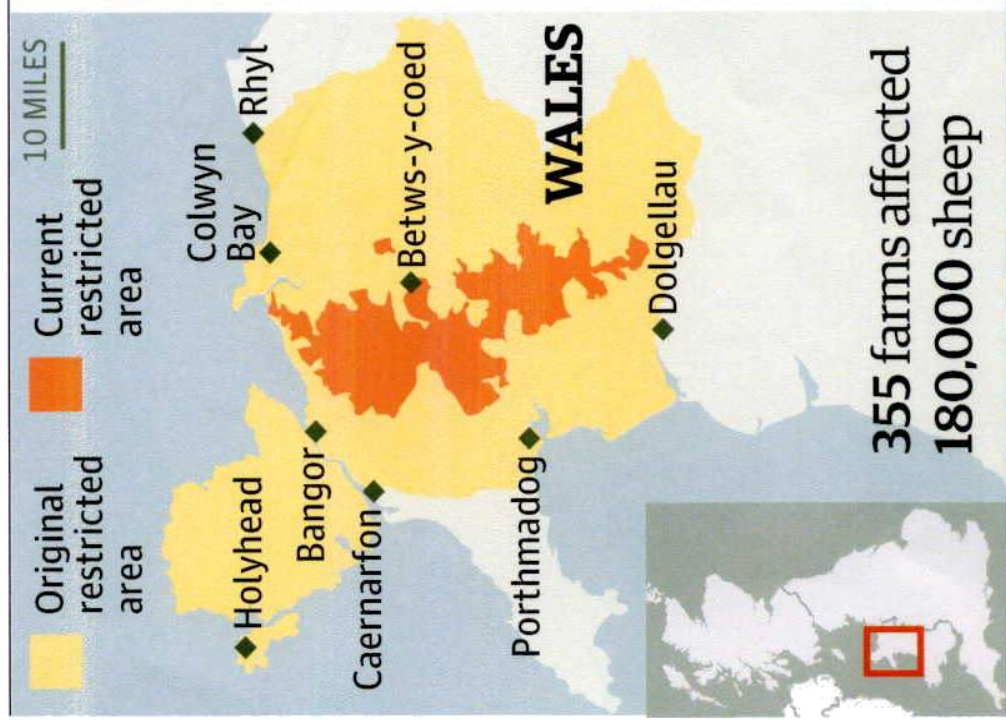 Original
restricted
area
Current
restricted
area
10 MILES
Holyhead
Bangor
Caernarfon
Colwyn
Bay
Rhyl
Betws-y-coed
Porthmadog
WALES
Dolgellau
355 farms affected
180,000 sheep